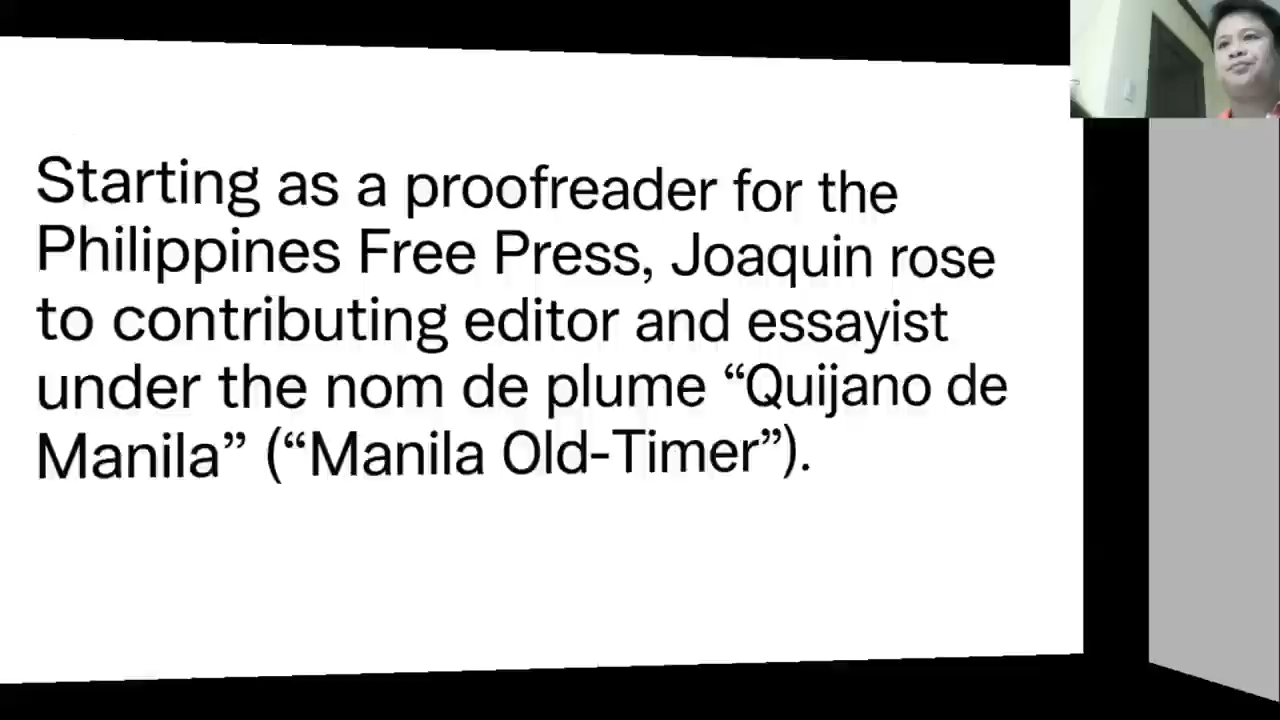 Starting as a proofreader for the
Philippines Free Press, Joaquin rose
to contributing editor and essayist
under the nom de plume “Quijano de
Manila” (“Manila Old-Timer”).